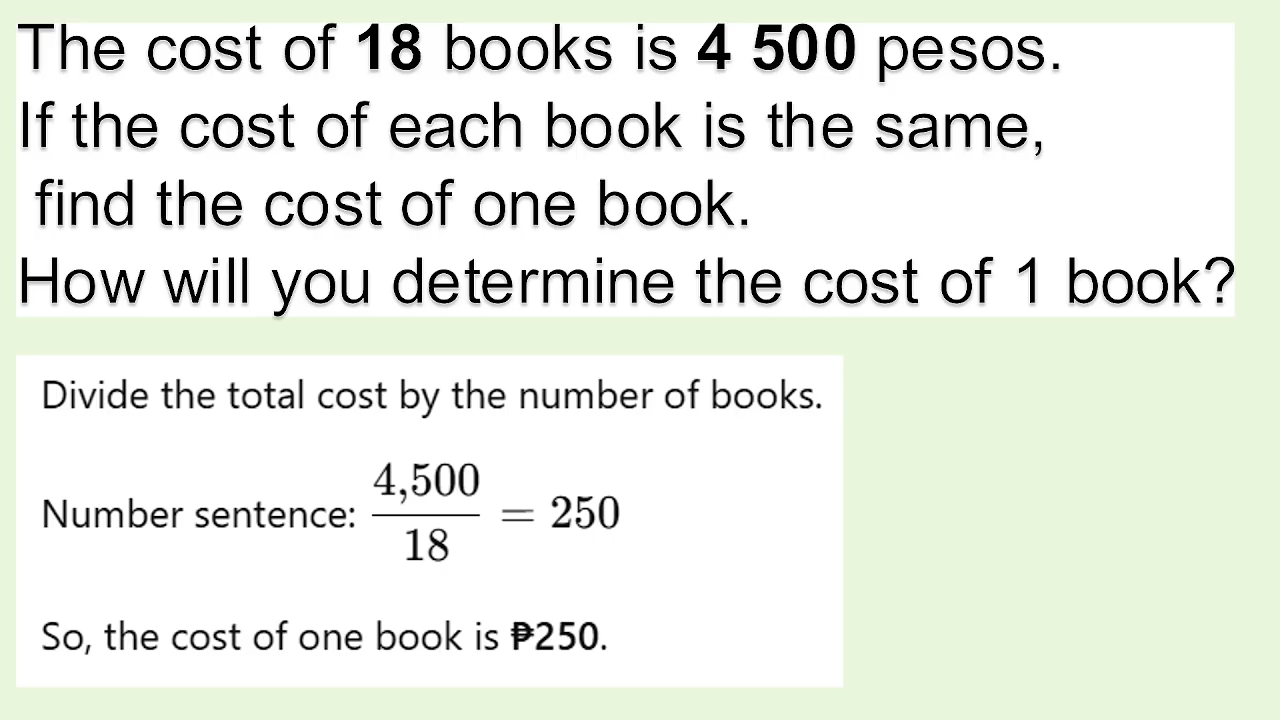 The cost of 18 books is 4 500 pesos.
If the cost of each book is the same,
find the cost of one book.
How will you determine the cost of 1 book?
Divide the total cost by the number of books.
Number sentence: 4,500/18 = 250
So, the cost of one book is ₱250.